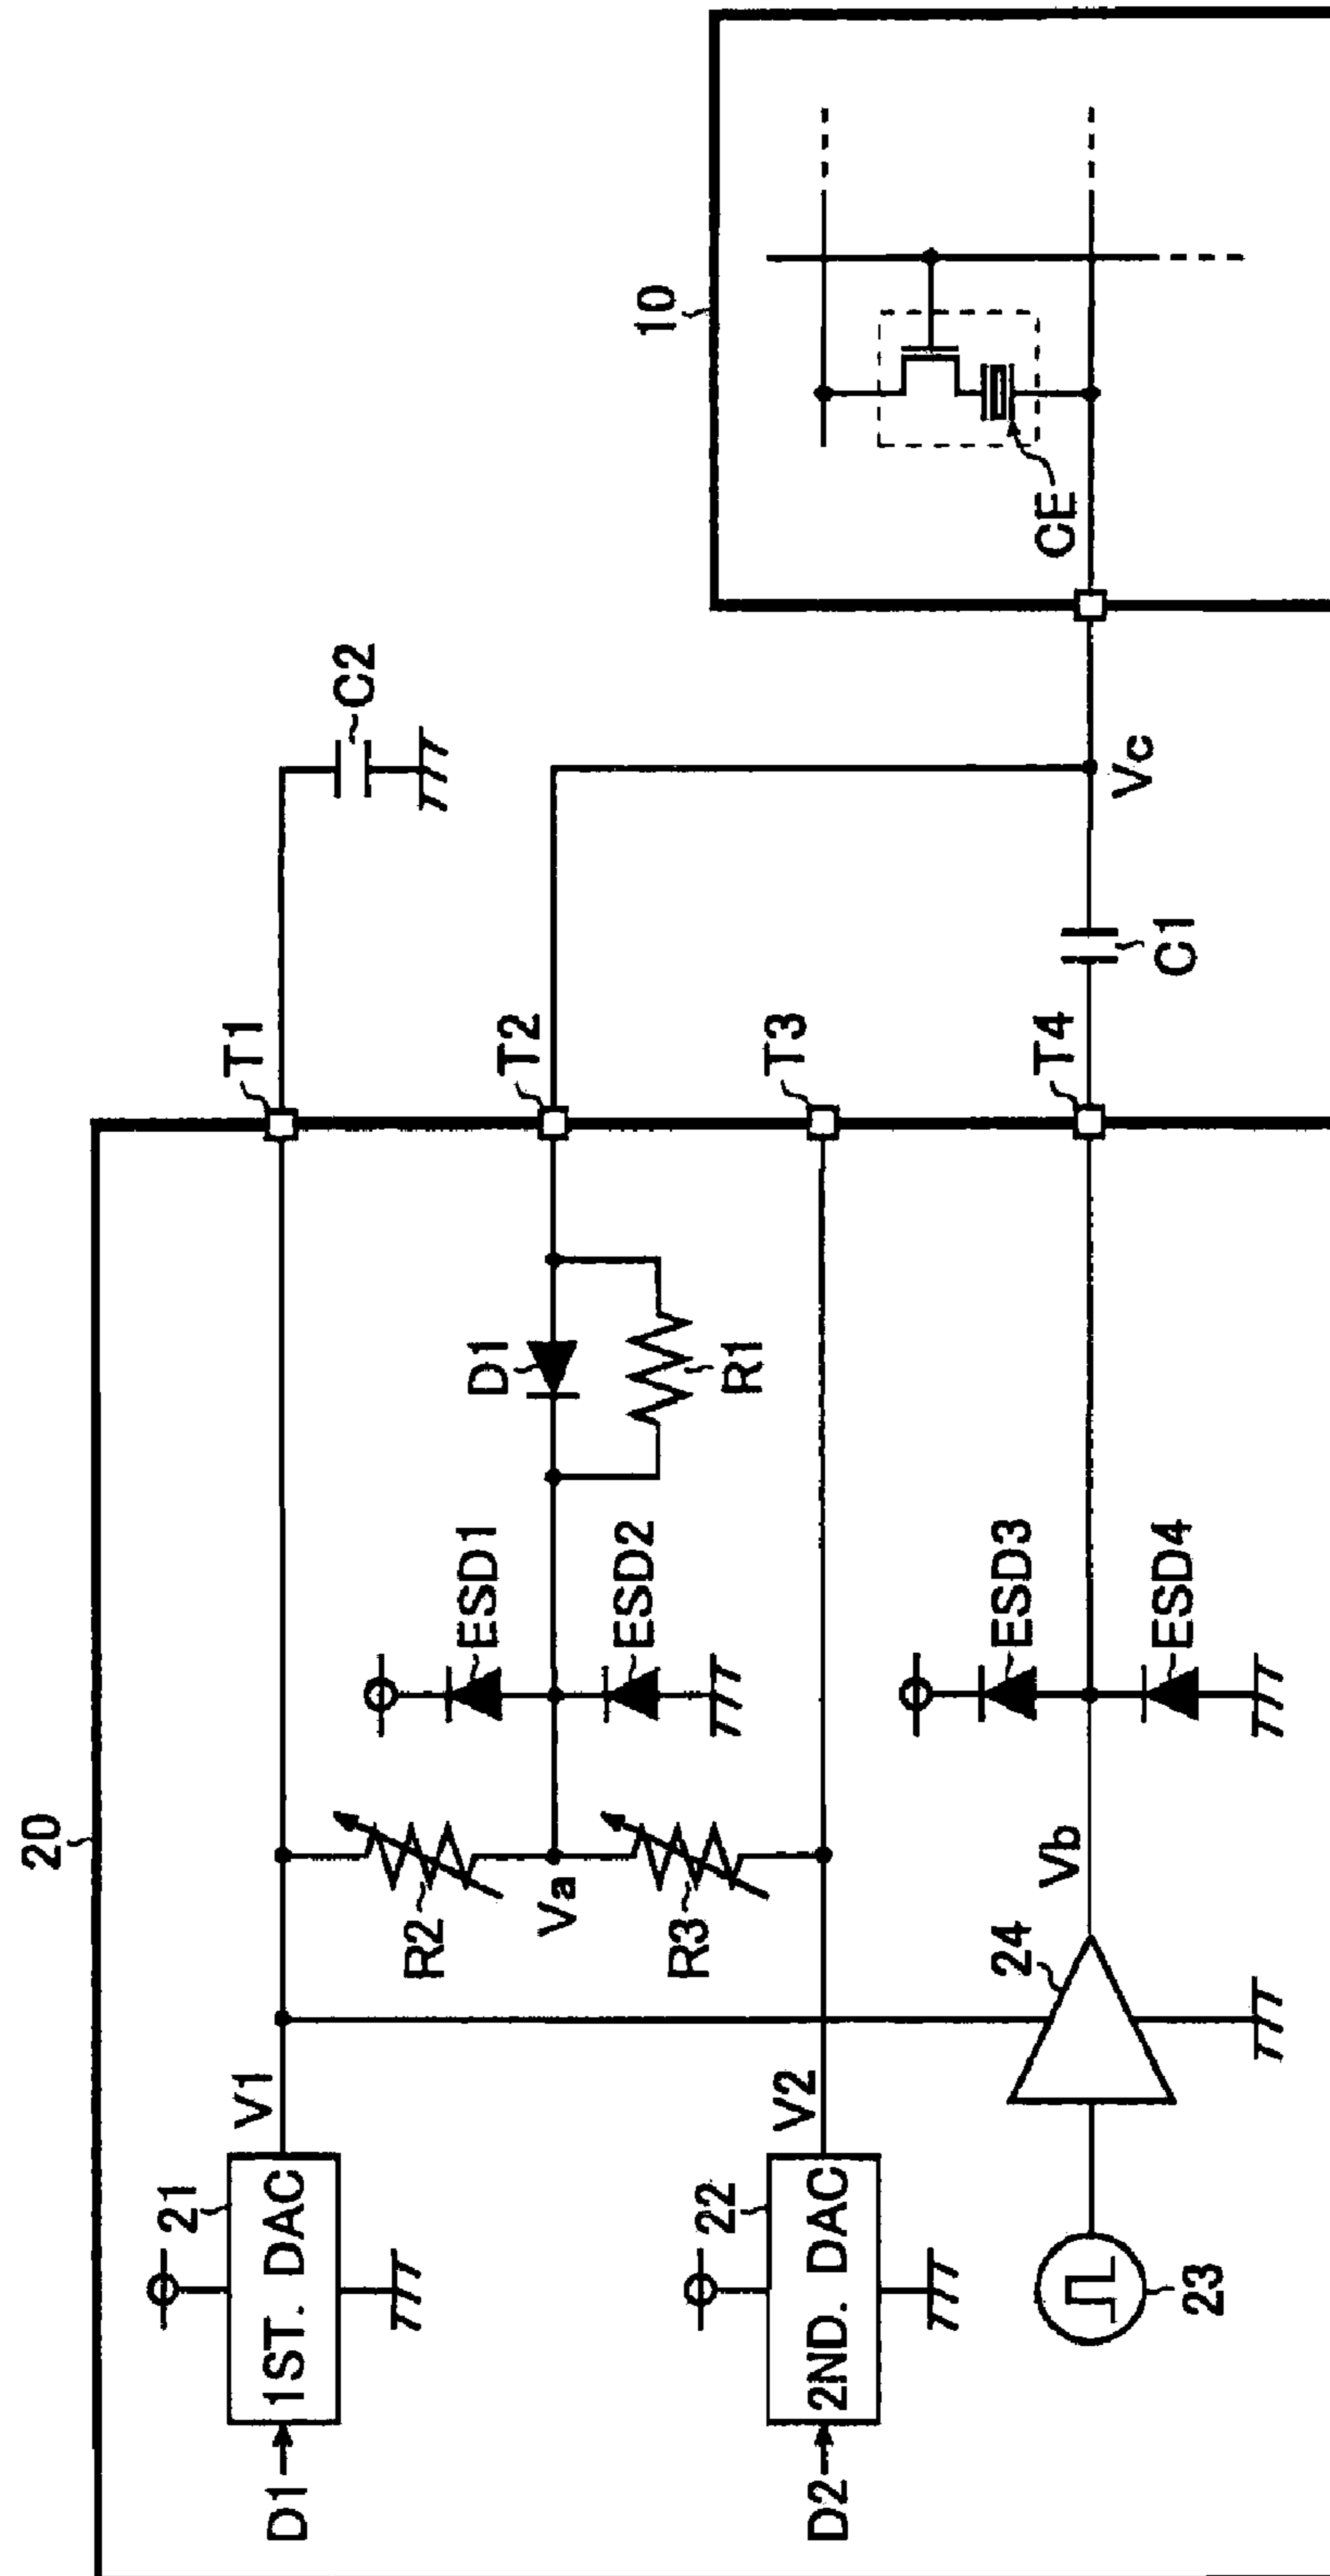 20
10
D1
1ST. DAC
21
V1
T1
C2
R2
ESD1
D1
T2
Va
R3
ESD2
R1
D2
2ND. DAC
22
V2
T3
23
24
Vb
ESD3
ESD4
T4
C1
Vc
CE